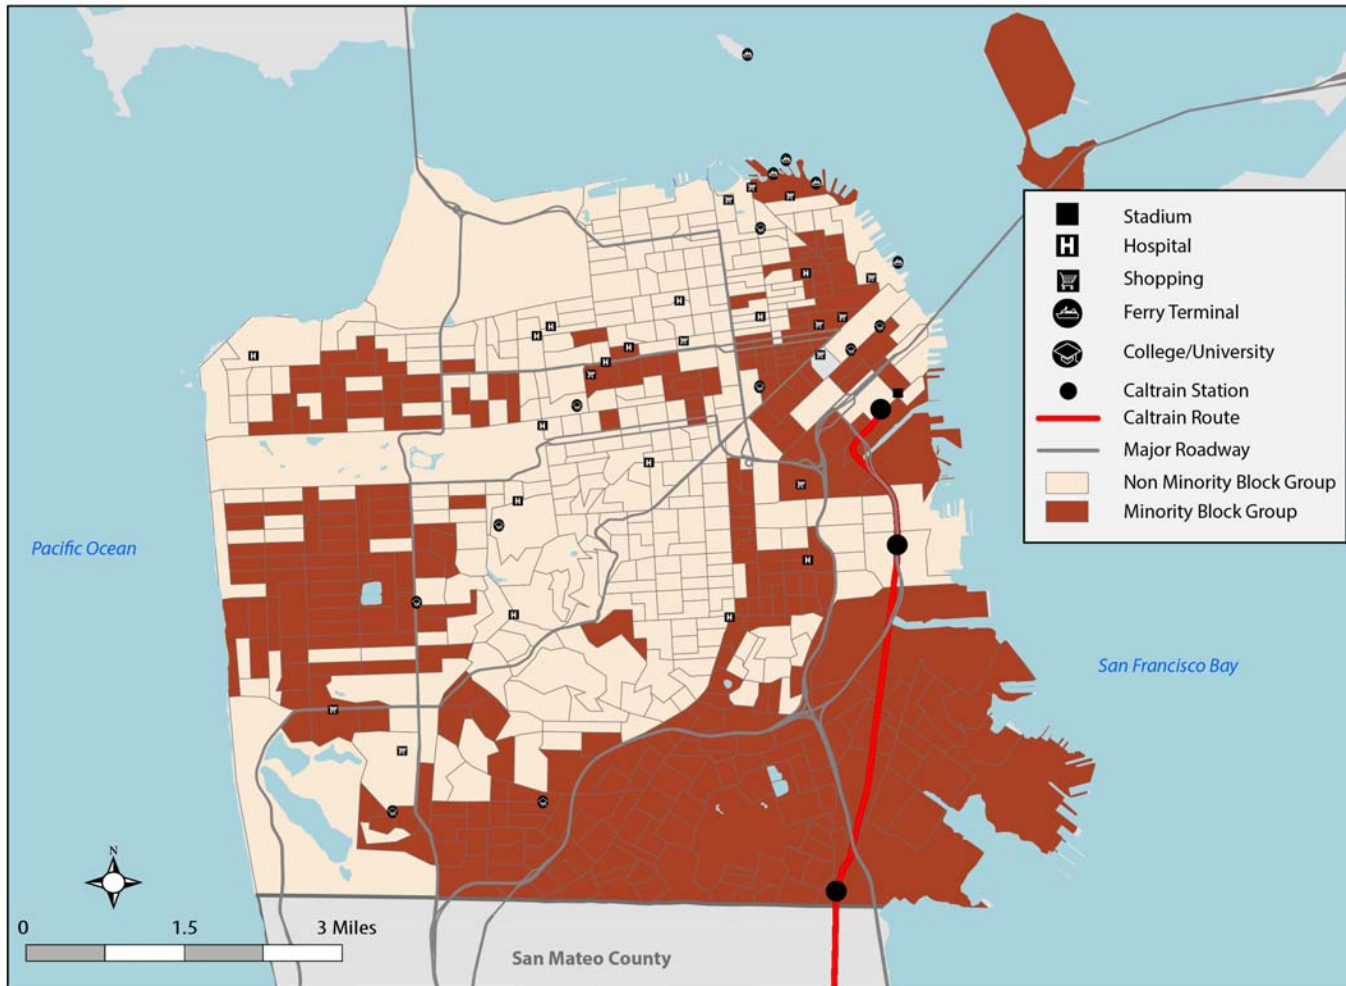 Stadium
H Hospital
Shopping
Ferry Terminal
College/University
Caltrain Station
Caltrain Route
Major Roadway
Non Minority Block Group
Minority Block Group
Pacific Ocean
San Francisco Bay
N
0 1.5 3 Miles
San Mateo County